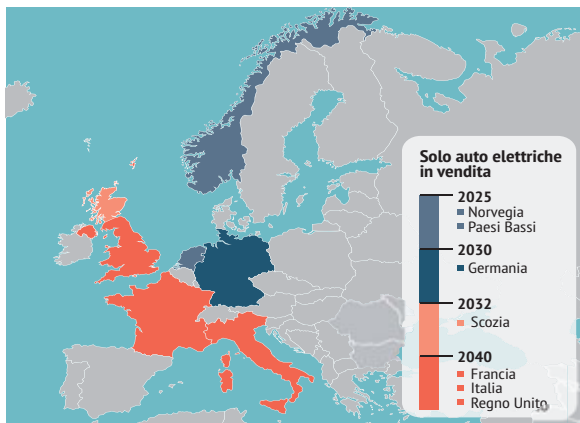 Solo auto elettriche
in vendita
2025
Norvegia
Paesi Bassi
2030
Germania
2032
Scozia
2040
Francia
Italia
Regno Unito